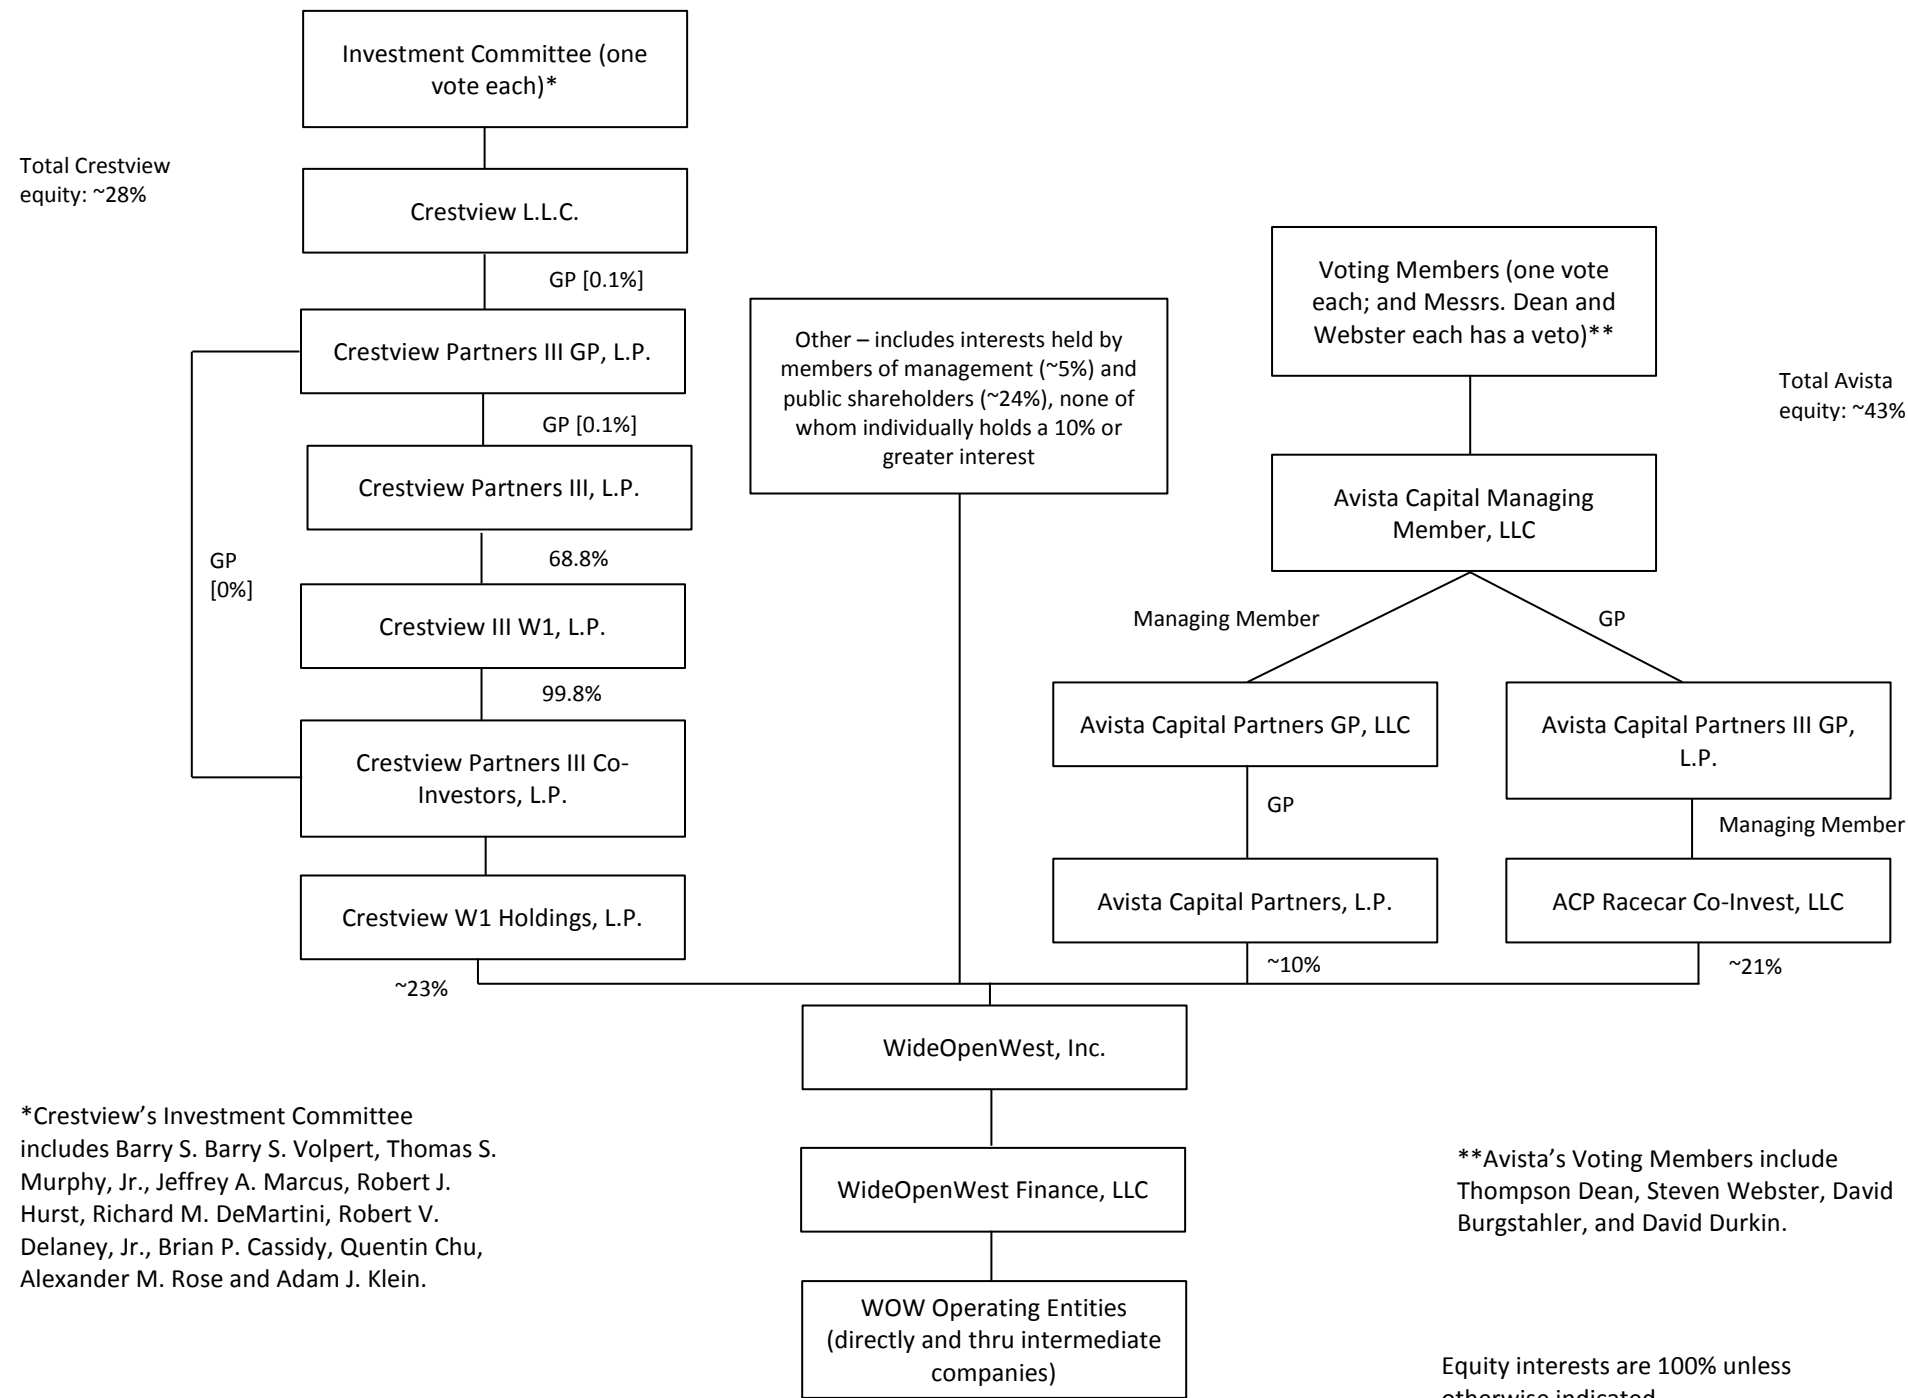 Investment Committee (one
vote each)*
Total Crestview
equity: ~28%
Crestview L.L.C.
GP [0.1%]
Crestview Partners III GP, L.P.
GP [0.1%]
Crestview Partners III, L.P.
GP
[0%]
68.8%
Crestview III W1, L.P.
99.8%
Crestview Partners III Co-
Investors, L.P.
Crestview W1 Holdings, L.P.
~23%
Other – includes interests held by
members of management (~5%) and
public shareholders (~24%), none of
whom individually holds a 10% or
greater interest
Voting Members (one vote
each; and Messrs. Dean and
Webster each has a veto)**
Total Avista
equity: ~43%
Avista Capital Managing
Member, LLC
Managing Member
GP
Avista Capital Partners GP, LLC
Avista Capital Partners III GP,
L.P.
GP
Managing Member
Avista Capital Partners, L.P.
ACP Racecar Co-Invest, LLC
~10%
~21%
WideOpenWest, Inc.
WideOpenWest Finance, LLC
WOW Operating Entities
(directly and thru intermediate
companies)
*Crestview’s Investment Committee
includes Barry S. Barry S. Volpert, Thomas S.
Murphy, Jr., Jeffrey A. Marcus, Robert J.
Hurst, Richard M. DeMartini, Robert V.
Delaney, Jr., Brian P. Cassidy, Quentin Chu,
Alexander M. Rose and Adam J. Klein.
**Avista’s Voting Members include
Thompson Dean, Steven Webster, David
Burgstahler, and David Durkin.
Equity interests are 100% unless
otherwise indicated